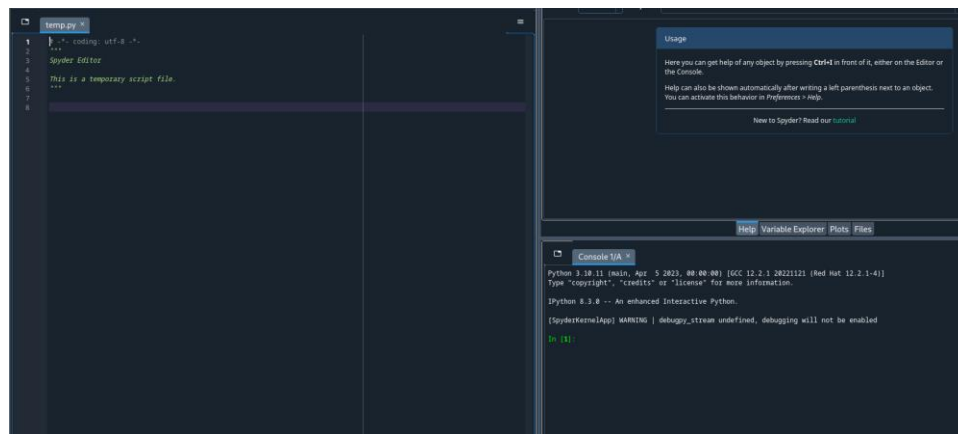 temp.py
1 # -*- coding: utf-8 -*-
2 """
3 Spyder Editor
4
5 This is a temporary script file.
6 """
7
8
Usage
Here you can get help of any object by pressing Ctrl+I in front of it, either on the Editor or
the Console.
Help can also be shown automatically after writing a left parenthesis next to an object.
You can activate this behavior in Preferences > Help.
New to Spyder? Read our tutorial
Help Variable Explorer Plots Files
Console 1/A
Python 3.10.11 (main, Apr 5 2023, 00:00:00) [GCC 12.2.1 20221121 (Red Hat 12.2.1-4)]
Type "copyright", "credits" or "license" for more information.
IPython 8.3.0 -- An enhanced Interactive Python.
[SpyderKernelApp] WARNING | debugpy_stream undefined, debugging will not be enabled
In [1]: